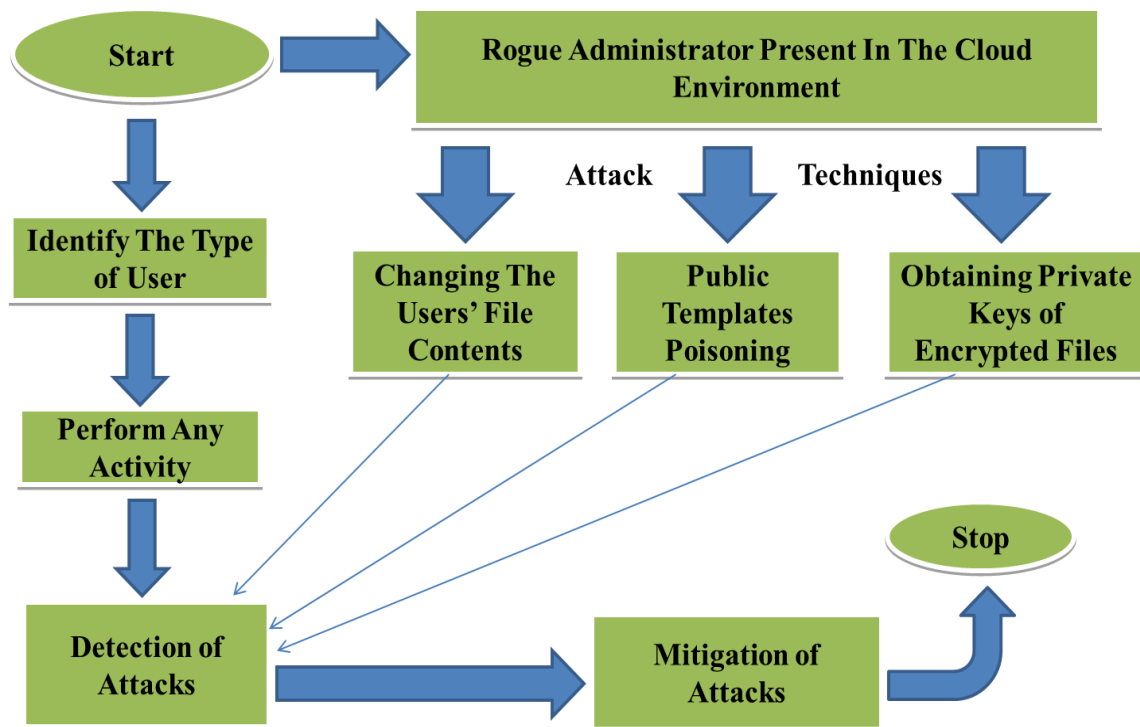 Start
Rogue Administrator Present In The Cloud
Environment
Attack Techniques
Identify The Type
of User
Changing The
Users’ File
Contents
Public
Templates
Poisoning
Obtaining Private
Keys of
Encrypted Files
Perform Any
Activity
Stop
Detection of
Attacks
Mitigation of
Attacks